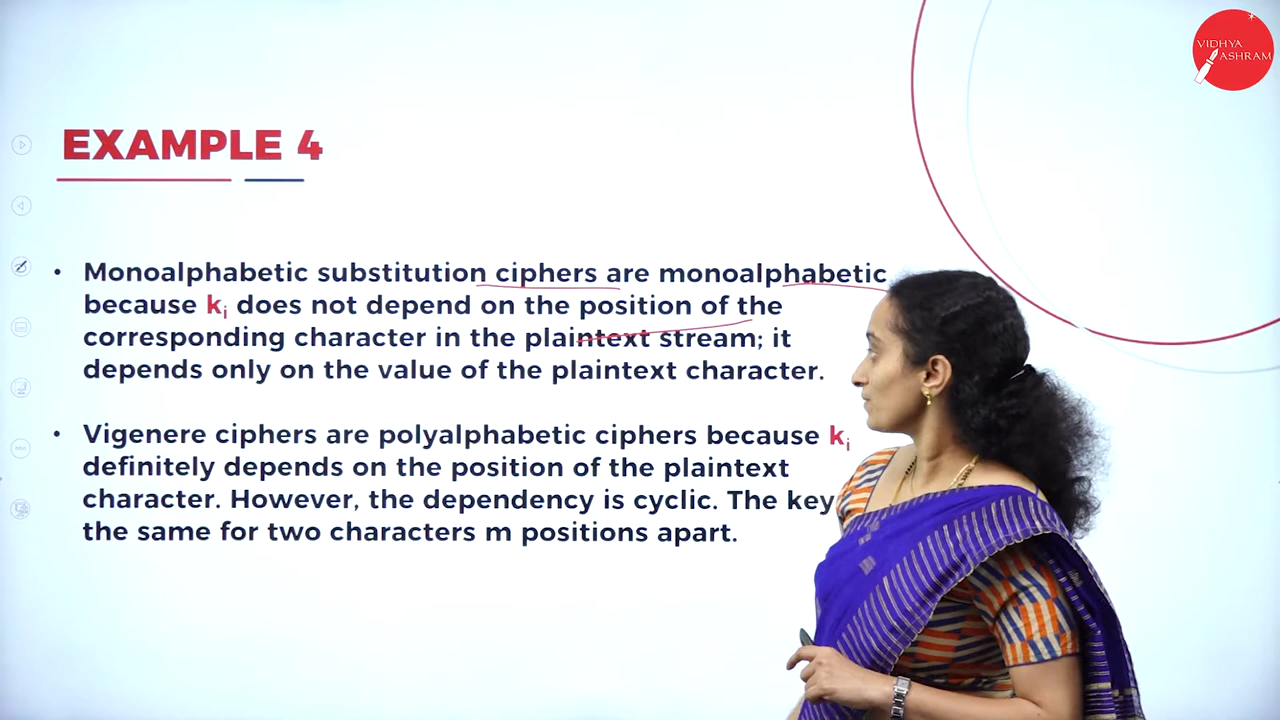 VIDHYA
ASHRAM
EXAMPLE 4
• Monoalphabetic substitution ciphers are monoalphabetic
because ki does not depend on the position of the
corresponding character in the plaintext stream; it
depends only on the value of the plaintext character.
• Vigenere ciphers are polyalphabetic ciphers because ki
definitely depends on the position of the plaintext
character. However, the dependency is cyclic. The key
the same for two characters m positions apart.